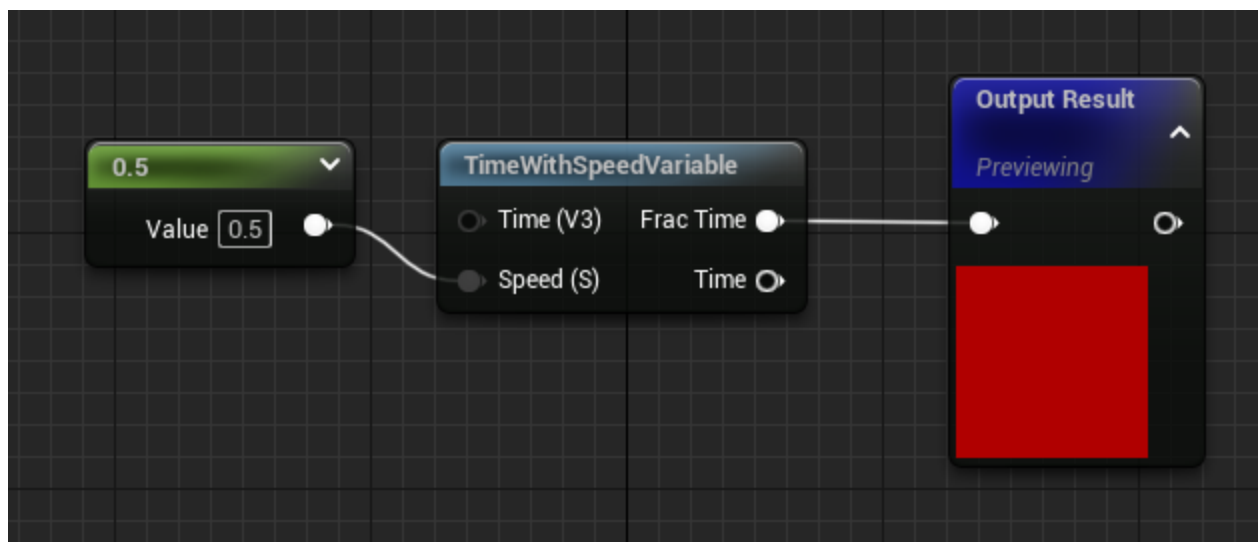 0.5
Value 0.5
TimeWithSpeedVariable
Time (V3) Frac Time
Speed (S) Time
Output Result
Previewing